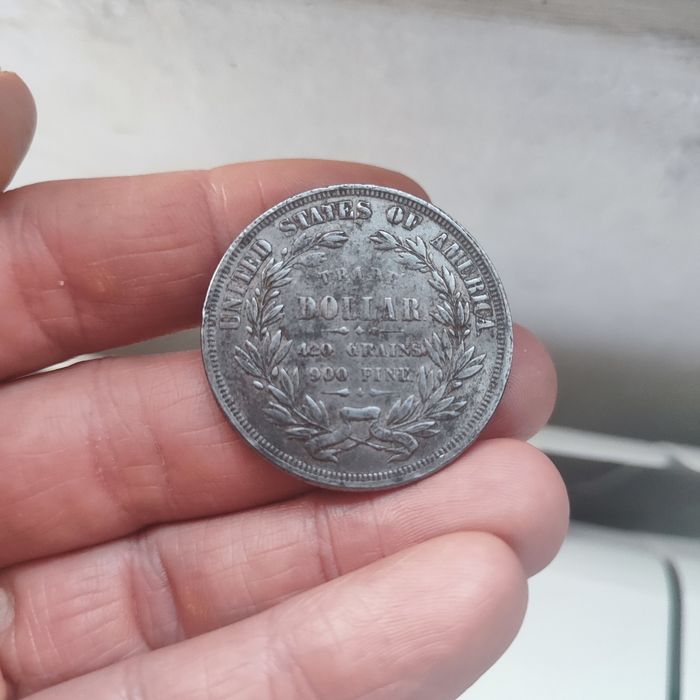 UNITED STATES OF AMERICA
TRADE
DOLLAR
420. GRAINS.
900 FINE.